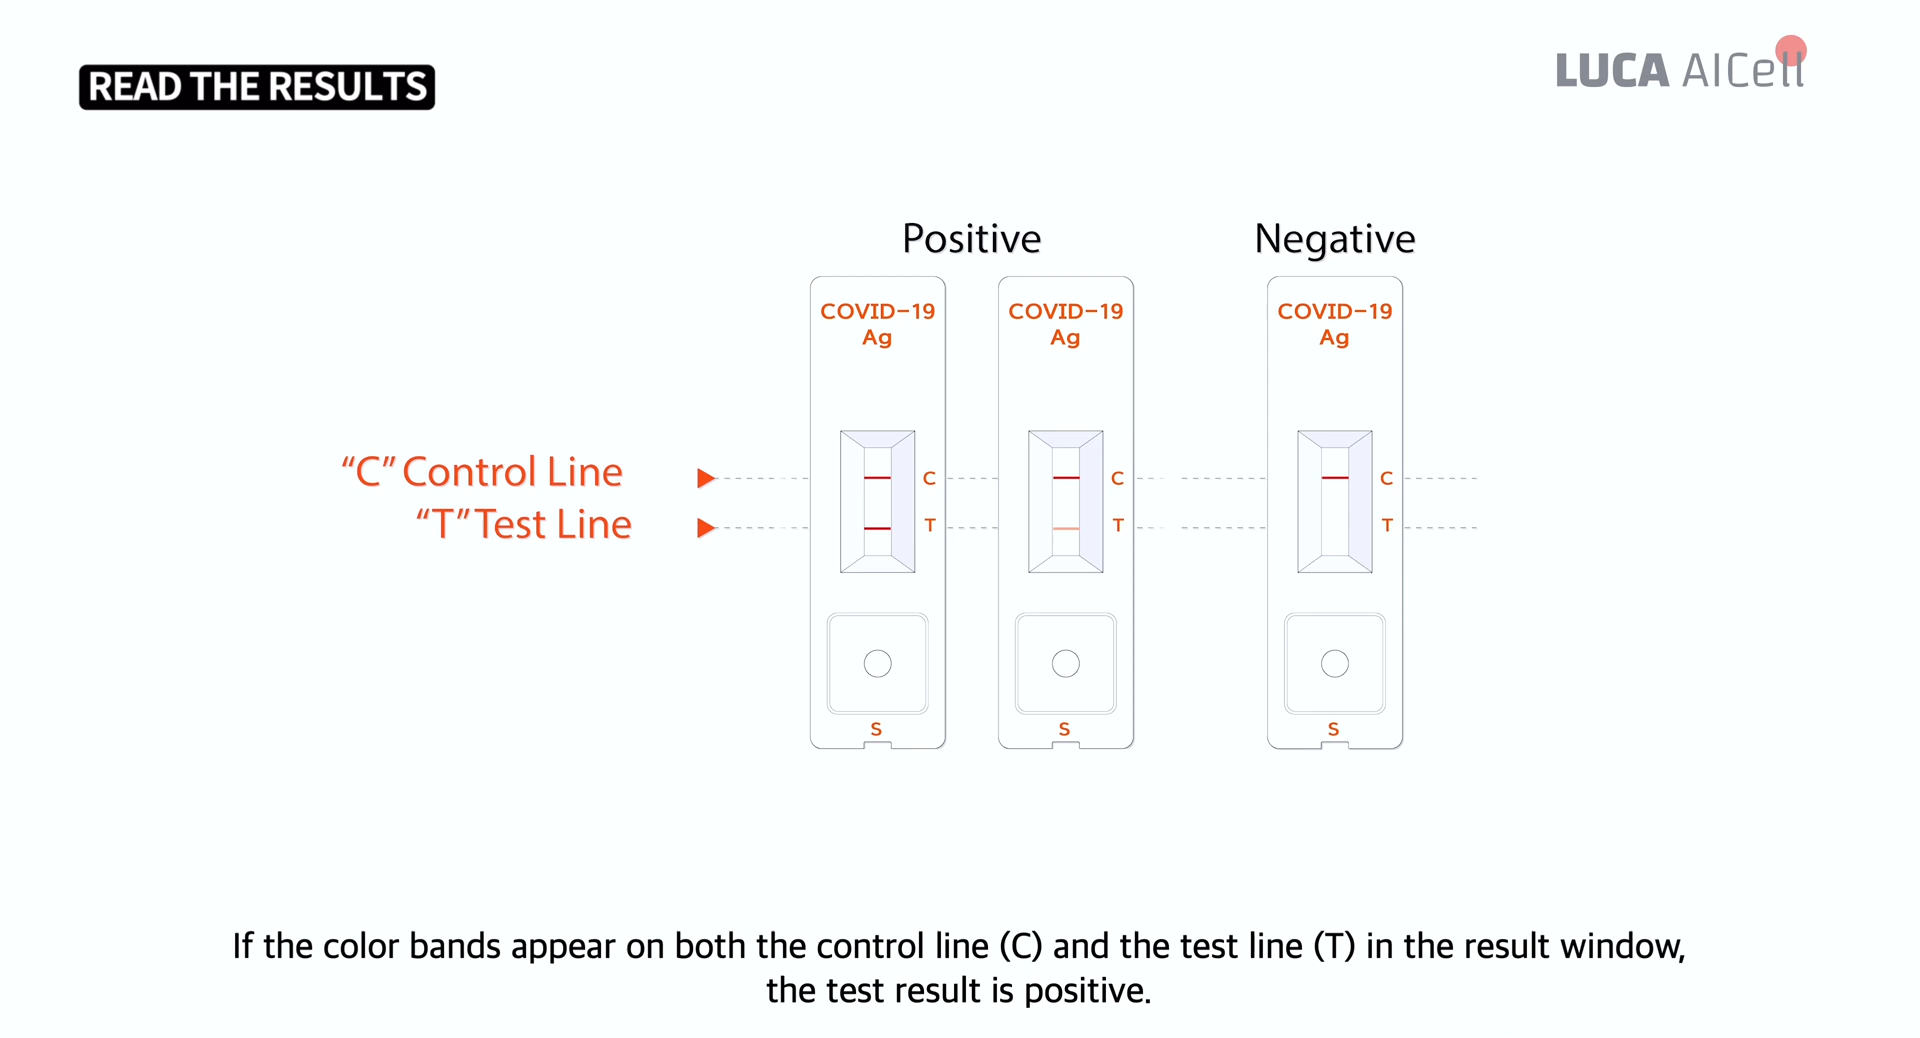 READ THE RESULTS
LUCA AICell
Positive
Negative
COVID-19
Ag
COVID-19
Ag
COVID-19
Ag
“C” Control Line
C
C
C
“T” Test Line
T
T
T
S
S
S
If the color bands appear on both the control line (C) and the test line (T) in the result window,
the test result is positive.